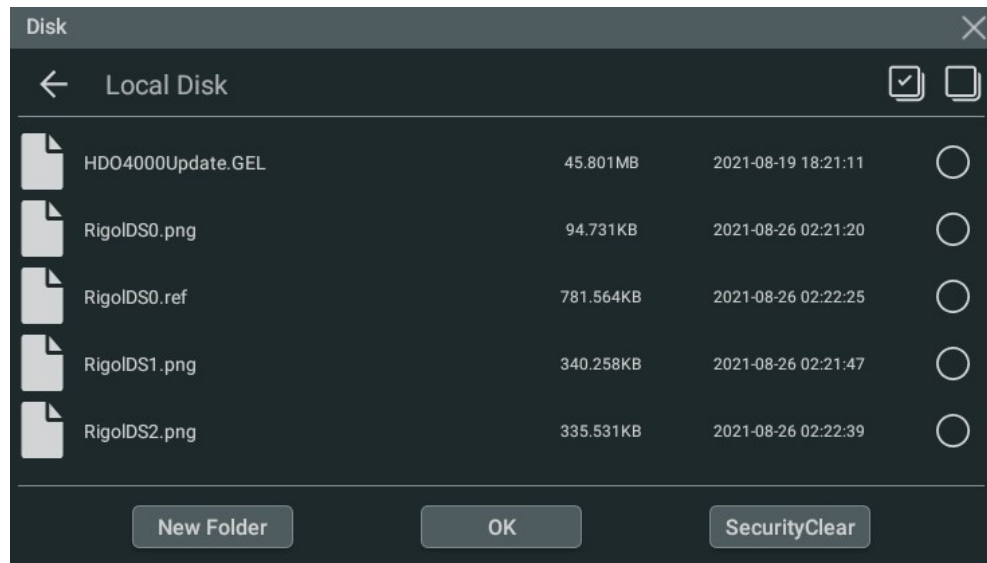 Disk
Local Disk
HDO4000Update.GEL 45.801MB 2021-08-19 18:21:11
RigolDS0.png 94.731KB 2021-08-26 02:21:20
RigolDS0.ref 781.564KB 2021-08-26 02:22:25
RigolDS1.png 340.258KB 2021-08-26 02:21:47
RigolDS2.png 335.531KB 2021-08-26 02:22:39
New Folder OK SecurityClear